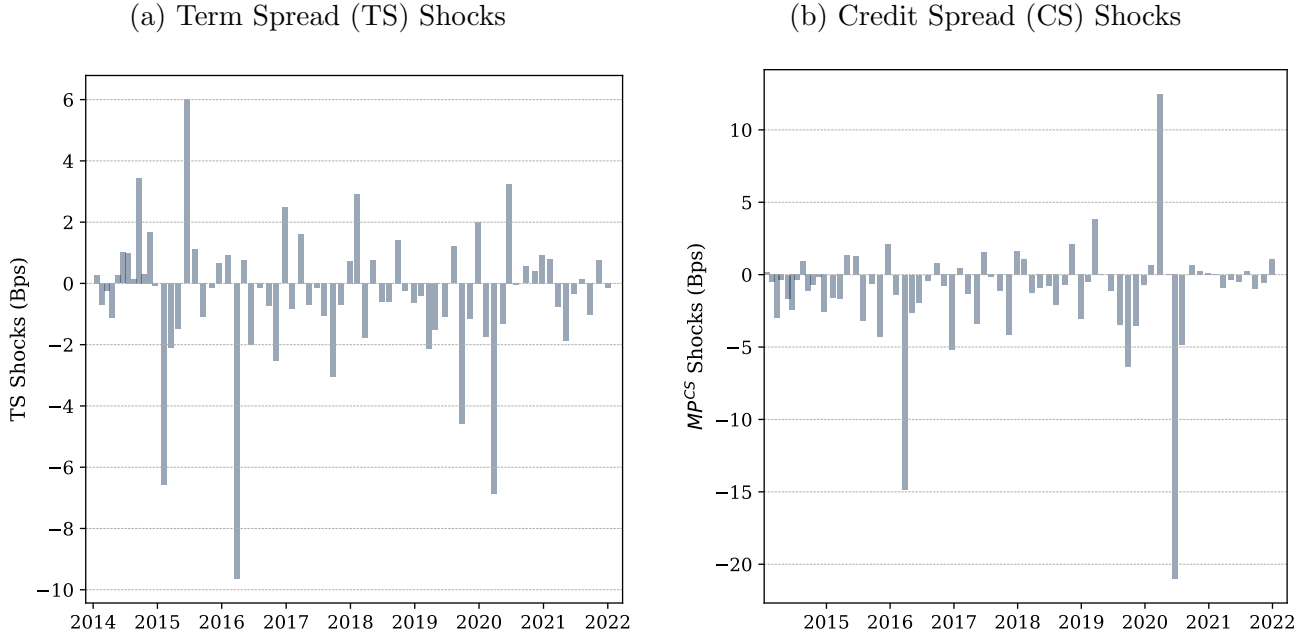 (a) Term Spread (TS) Shocks
6
4
2
0
−2
−4
−6
−8
−10
TS Shocks (Bps)
2014 2015 2016 2017 2018 2019 2020 2021 2022
(b) Credit Spread (CS) Shocks
10
5
0
−5
−10
−15
−20
MP^CS Shocks (Bps)
2015 2016 2017 2018 2019 2020 2021 2022